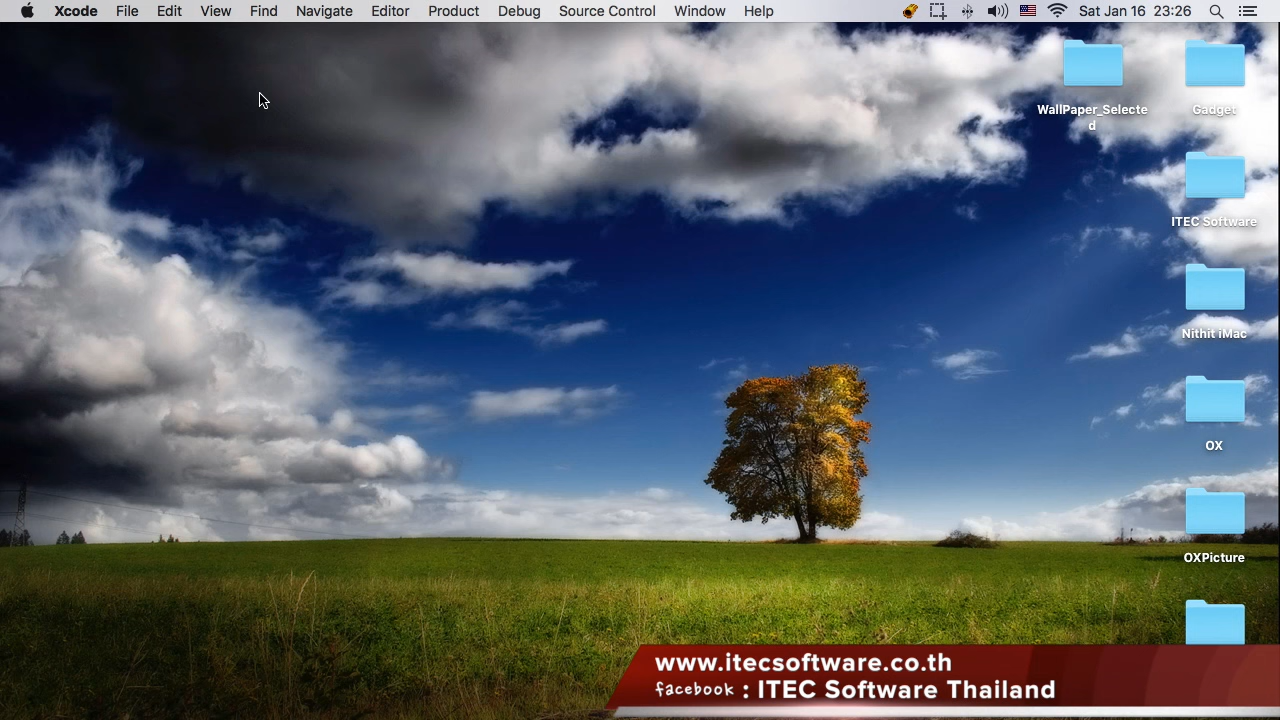 Xcode File Edit View Find Navigate Editor Product Debug Source Control Window Help Sat Jan 16 23:26
WallPaper_Selecte
d
Gadget
ITEC Software
Nithit iMac
OX
OXPicture
www.itecsoftware.co.th
facebook : ITEC Software Thailand